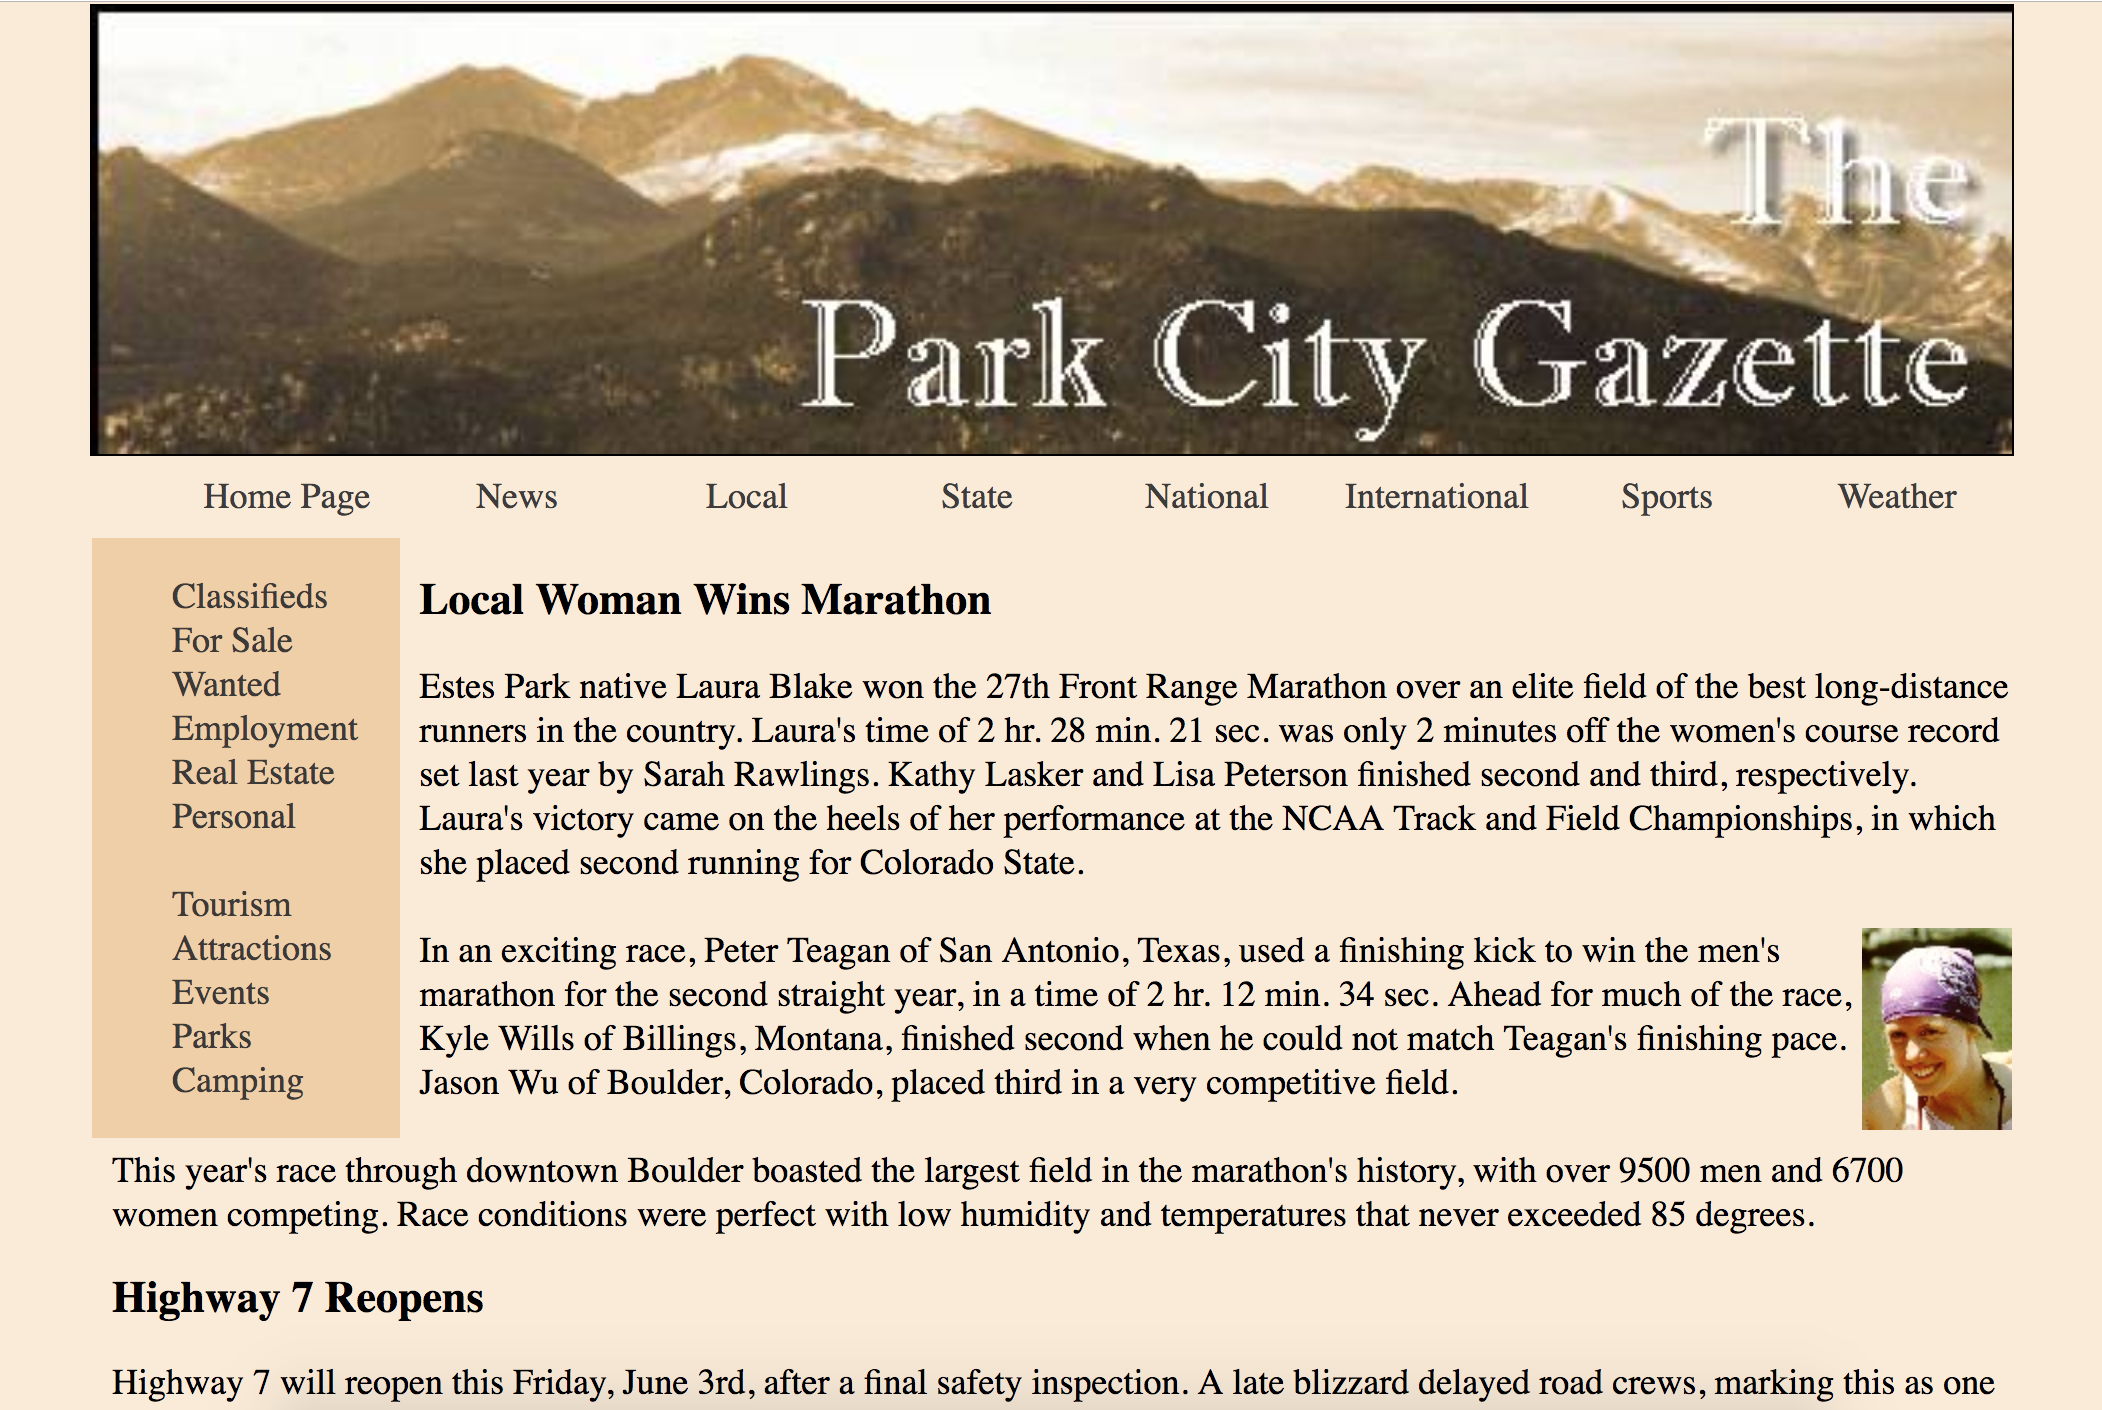 The
Park City Gazette
Home Page News Local State National International Sports Weather
Classifieds
For Sale
Wanted
Employment
Real Estate
Personal
Tourism
Attractions
Events
Parks
Camping
Local Woman Wins Marathon
Estes Park native Laura Blake won the 27th Front Range Marathon over an elite field of the best long-distance
runners in the country. Laura's time of 2 hr. 28 min. 21 sec. was only 2 minutes off the women's course record
set last year by Sarah Rawlings. Kathy Lasker and Lisa Peterson finished second and third, respectively.
Laura's victory came on the heels of her performance at the NCAA Track and Field Championships, in which
she placed second running for Colorado State.
In an exciting race, Peter Teagan of San Antonio, Texas, used a finishing kick to win the men's
marathon for the second straight year, in a time of 2 hr. 12 min. 34 sec. Ahead for much of the race,
Kyle Wills of Billings, Montana, finished second when he could not match Teagan's finishing pace.
Jason Wu of Boulder, Colorado, placed third in a very competitive field.
This year's race through downtown Boulder boasted the largest field in the marathon's history, with over 9500 men and 6700
women competing. Race conditions were perfect with low humidity and temperatures that never exceeded 85 degrees.
Highway 7 Reopens
Highway 7 will reopen this Friday, June 3rd, after a final safety inspection. A late blizzard delayed road crews, marking this as one